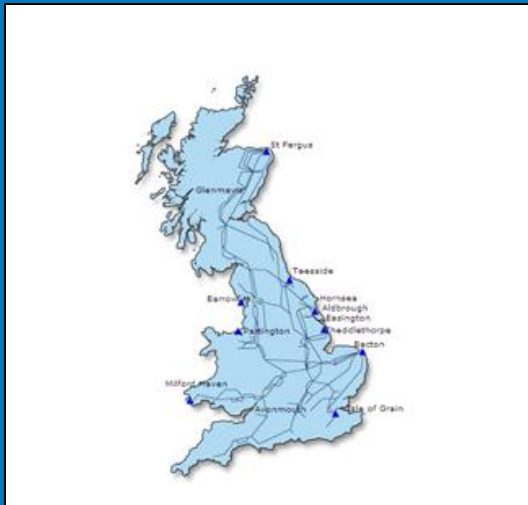 St Fergus
Glenmavis
Teesside
Barrow
Hornsea
Aldbrough
Easington
Theddlethorpe
Partington
Bacton
Milford Haven
Avonmouth
Isle of Grain